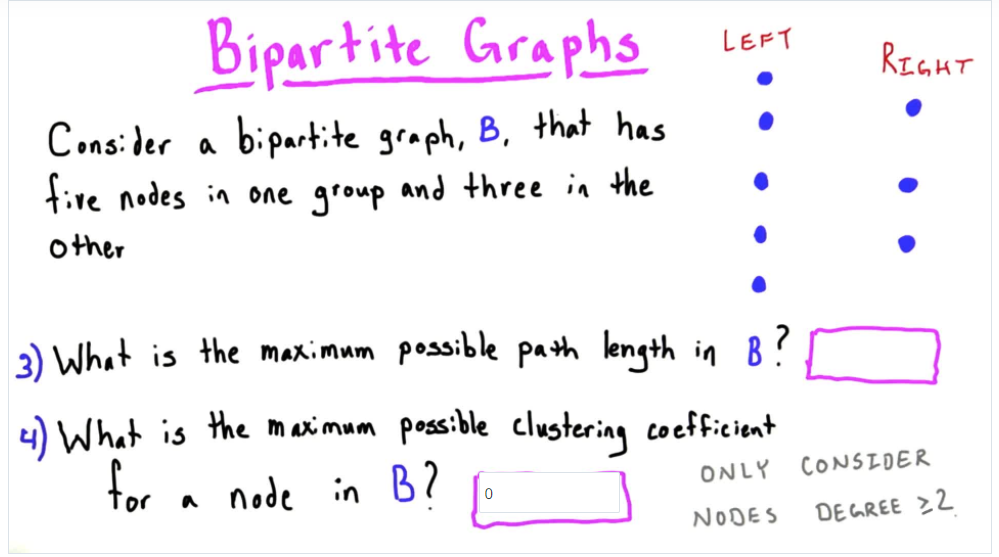 Bipartite Graphs
LEFT
RIGHT
Consider a bipartite graph, B, that has
five nodes in one group and three in the
other
3) What is the maximum possible path length in B?
4) What is the maximum possible clustering coefficient
for a node in B?
0
ONLY CONSIDER
NODES DEGREE ≥2.